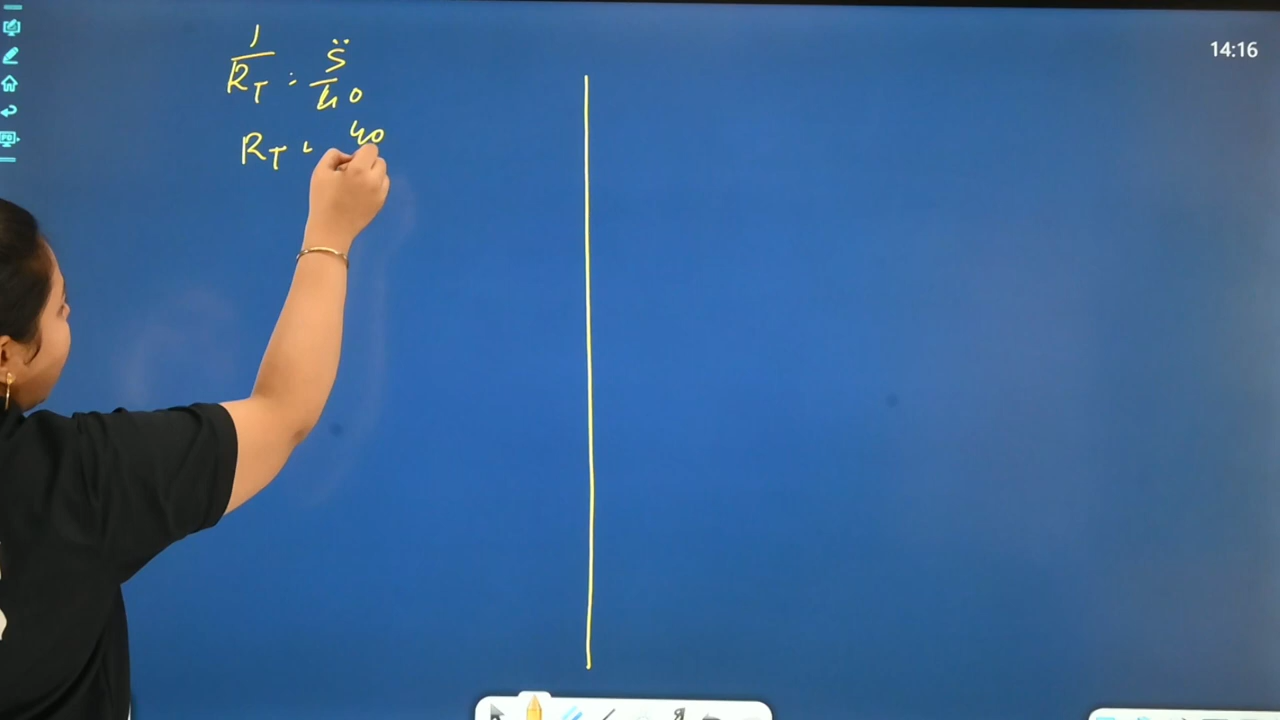 14:16
1/R_T = 5/40
R_T = 40